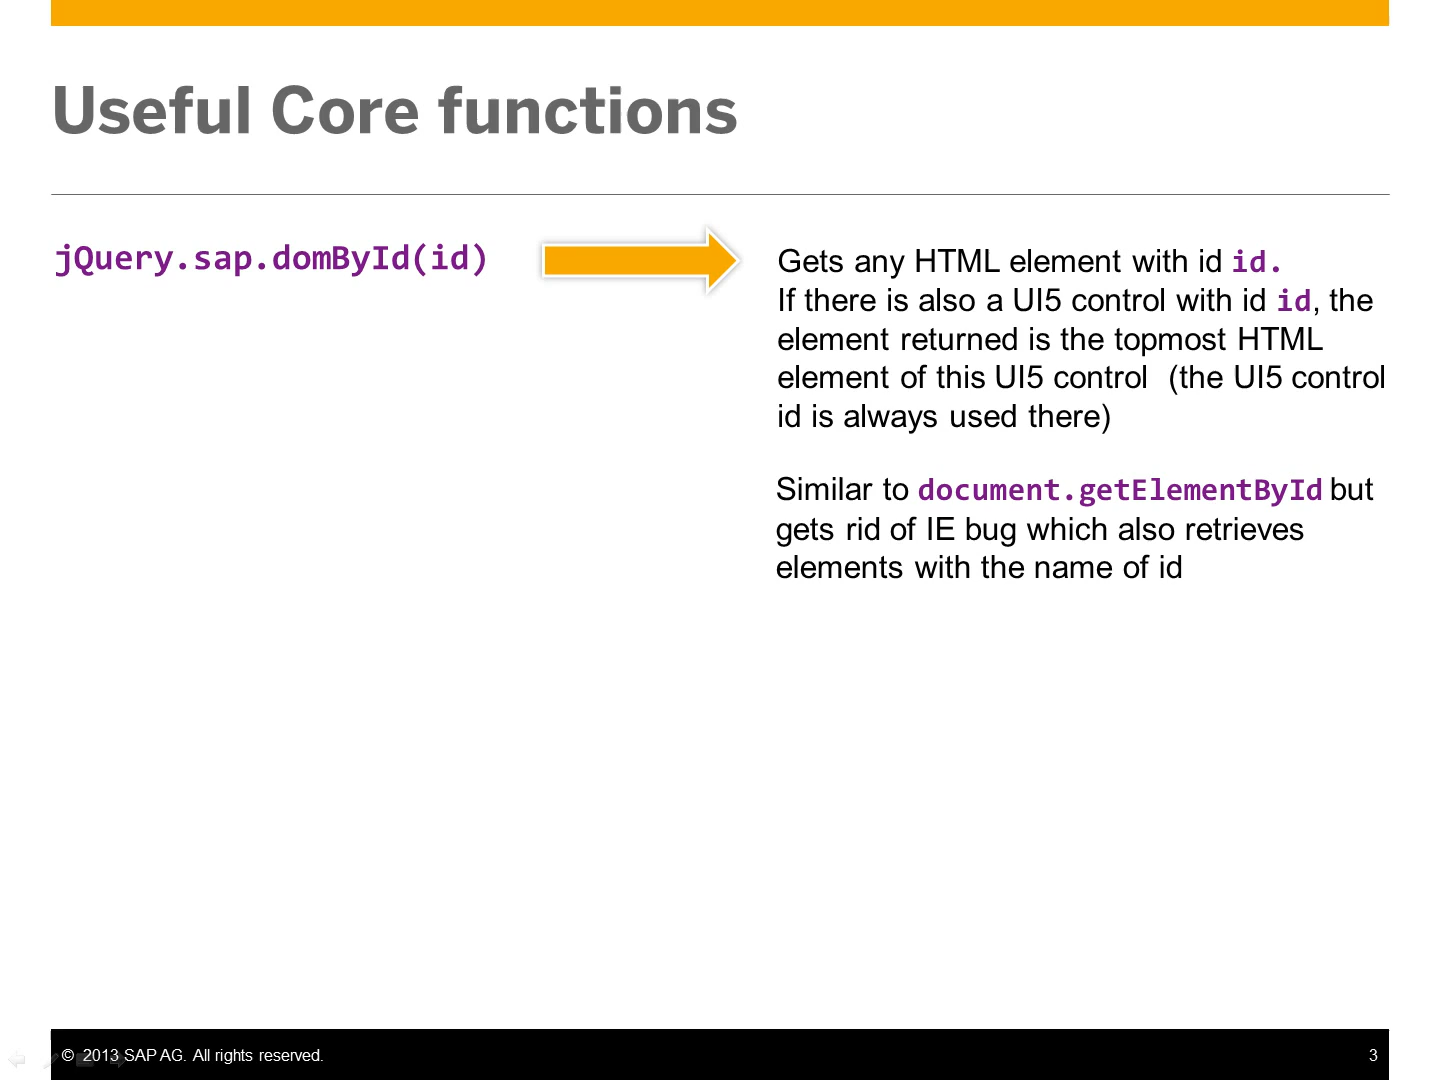 Useful Core functions
jQuery.sap.domById(id)
Gets any HTML element with id id.
If there is also a UI5 control with id id, the
element returned is the topmost HTML
element of this UI5 control  (the UI5 control
id is always used there)
Similar to document.getElementById but
gets rid of IE bug which also retrieves
elements with the name of id
© 2013 SAP AG. All rights reserved.
3